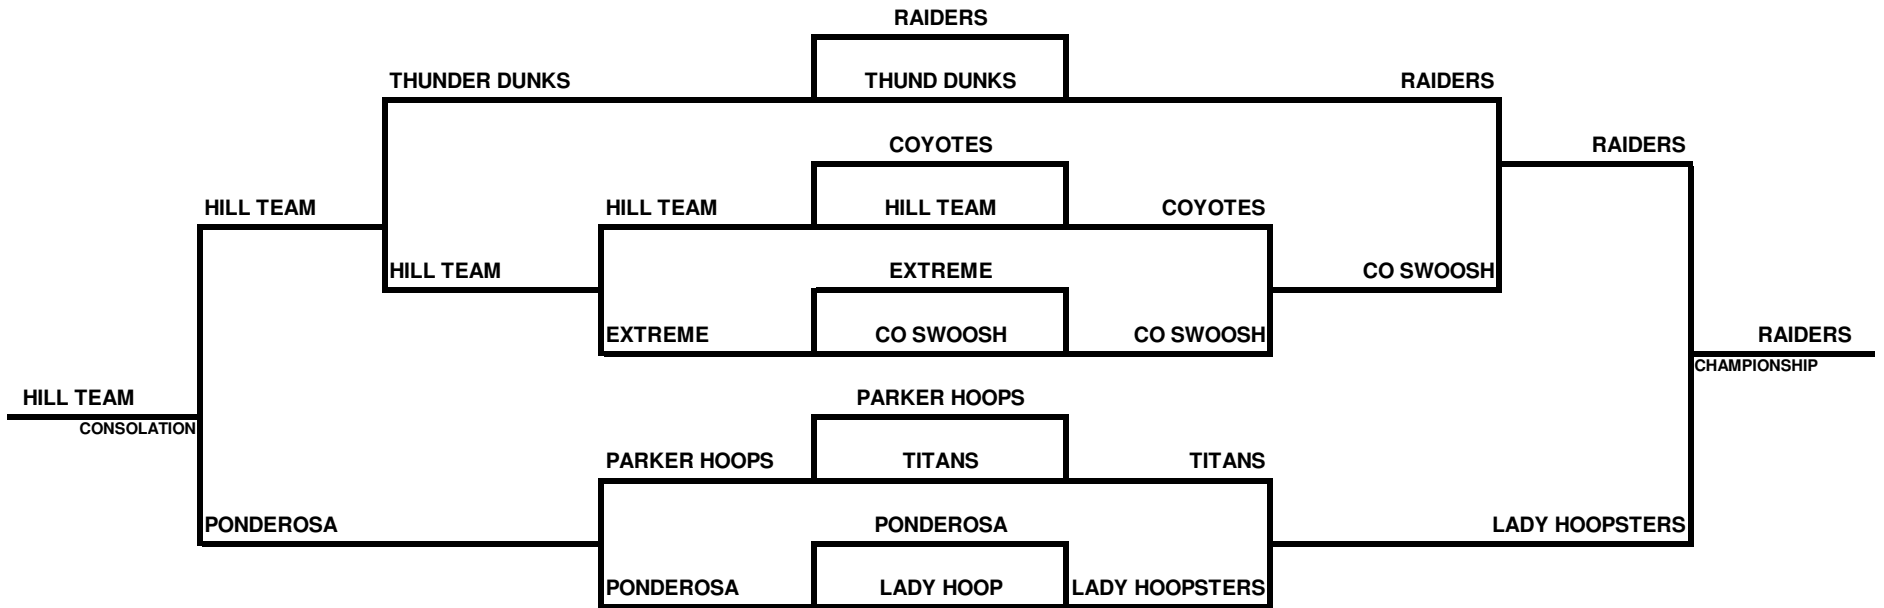 RAIDERS
THUNDER DUNKS THUND DUNKS RAIDERS
COYOTES RAIDERS
HILL TEAM HILL TEAM HILL TEAM COYOTES
HILL TEAM EXTREME CO SWOOSH
EXTREME CO SWOOSH CO SWOOSH RAIDERS
CHAMPIONSHIP
HILL TEAM PARKER HOOPS
CONSOLATION
PARKER HOOPS TITANS TITANS
PONDEROSA PONDEROSA LADY HOOPSTERS
PONDEROSA LADY HOOP LADY HOOPSTERS